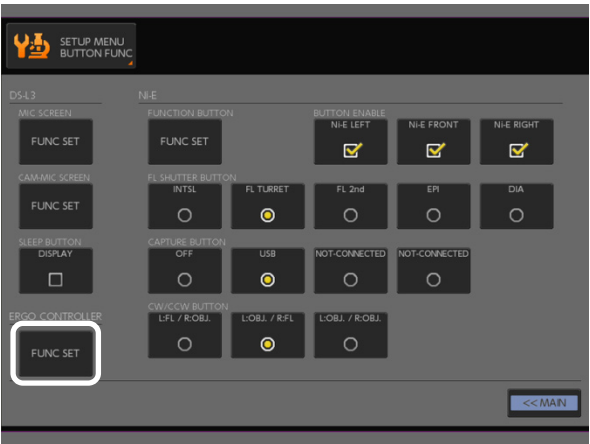 SETUP MENU
BUTTON FUNC
DS-L3
Ni-E
MIC SCREEN
FUNCTION BUTTON
BUTTON ENABLE
FUNC SET
FUNC SET
Ni-E LEFT
Ni-E FRONT
Ni-E RIGHT
CAM-MIC SCREEN
FL SHUTTER BUTTON
FUNC SET
INTSL
FL TURRET
FL 2nd
EPI
DIA
SLEEP BUTTON
CAPTURE BUTTON
DISPLAY
OFF
USB
NOT-CONNECTED
NOT-CONNECTED
ERGO CONTROLLER
CW/CCW BUTTON
FUNC SET
L:FL / R:OBJ.
L:OBJ. / R:FL
L:OBJ. / R:OBJ.
<< MAIN